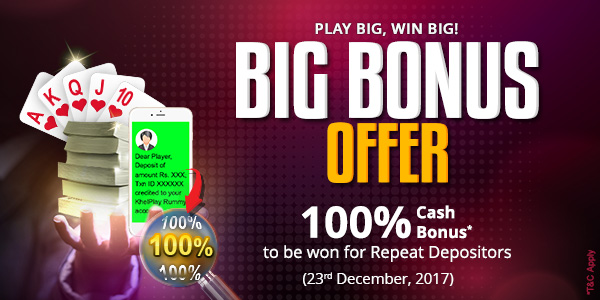 PLAY BIG, WIN BIG!
BIG BONUS
OFFER
100% Cash
Bonus*
to be won for Repeat Depositors
(23rd December, 2017)
*T&C Apply
A K Q J 10
Dear Player,
Deposit of
amount Rs. XXX,
Txn ID XXXXXX
credited to your
KhelPlay Rummy
100%
100%
100%